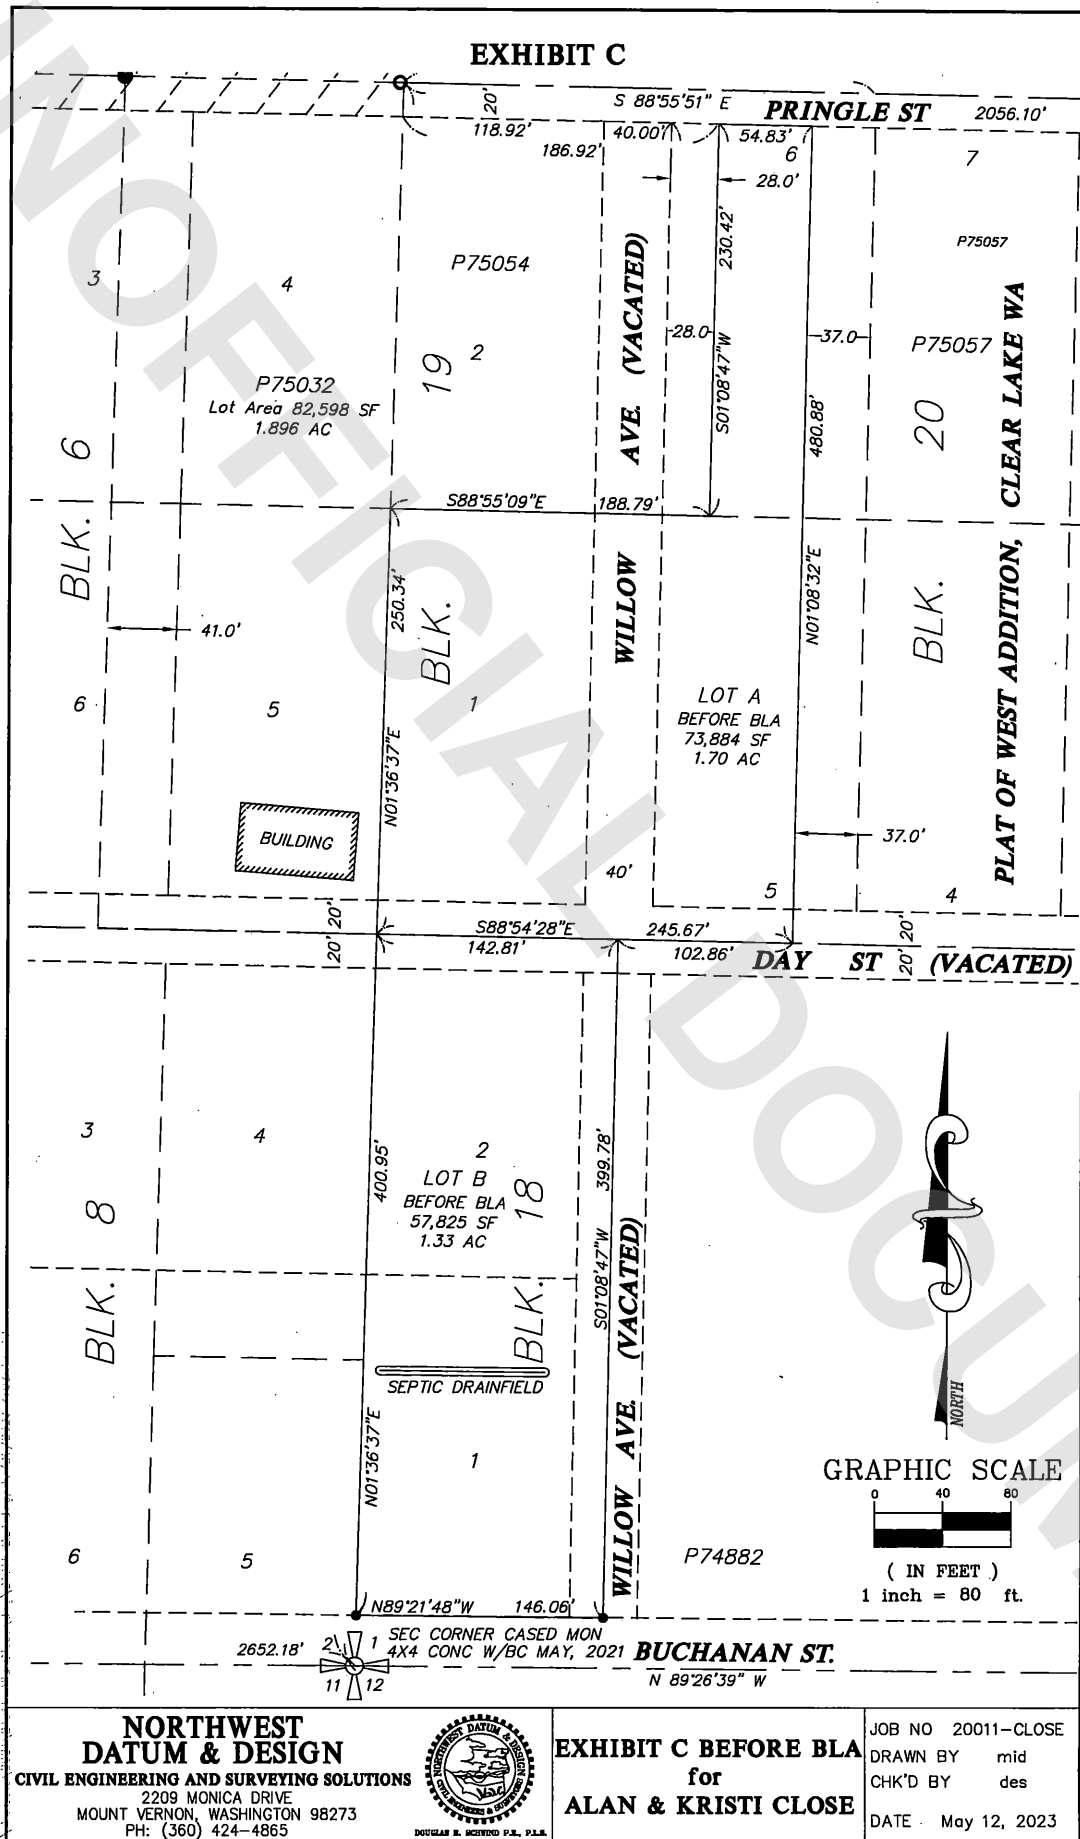 EXHIBIT C
UNOFFICIAL DOCUM
20'
S 88°55'51" E
PRINGLE ST
2056.10'
118.92'
40.00'
54.83'
186.92'
6
7
28.0'
P75054
230.42'
P75057
3
4
WILLOW AVE. (VACATED)
28.0
37.0
P75057
2
19
P75032
Lot Area 82,598 SF
1.896 AC
S01°08'47"W
480.88'
20
PLAT OF WEST ADDITION, CLEAR LAKE WA
BLK. 6
S88°55'09"E
188.79'
250.34'
BLK.
N01°08'32"E
BLK.
41.0'
6
5
1
LOT A
BEFORE BLA
73,884 SF
1.70 AC
N01°36'37"E
BUILDING
37.0'
40'
5
4
20'
20'
S88°54'28"E
245.67'
142.81'
102.86'
20'
20'
DAY ST (VACATED)
3
4
400.95'
2
LOT B
BEFORE BLA
57,825 SF
1.33 AC
18
399.78'
8
BLK.
BLK.
S01°08'47"W
WILLOW AVE. (VACATED)
SEPTIC DRAINFIELD
N01°36'37"E
1
NORTH
GRAPHIC SCALE
0 40 80
( IN FEET )
1 inch = 80 ft.
6
5
P74882
N89°21'48"W 146.06'
SEC CORNER CASED MON
4X4 CONC W/BC MAY, 2021
2652.18'
2 1
11 12
BUCHANAN ST.
N 89°26'39" W
NORTHWEST
DATUM & DESIGN
CIVIL ENGINEERING AND SURVEYING SOLUTIONS
2209 MONICA DRIVE
MOUNT VERNON, WASHINGTON 98273
PH: (360) 424-4865
NORTHWEST DATUM & DESIGN
CIVIL ENGINEERS & SURVEYORS
DOUGLAS E. SCHWIND P.E., P.L.S.
EXHIBIT C BEFORE BLA
for
ALAN & KRISTI CLOSE
JOB NO 20011-CLOSE
DRAWN BY mid
CHK'D BY des
DATE May 12, 2023